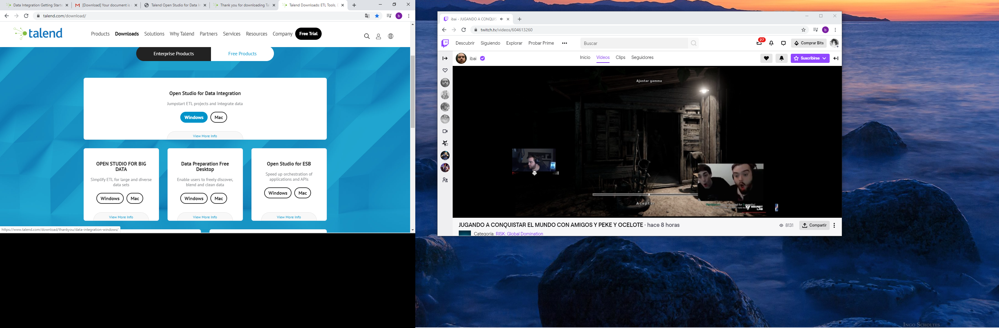 Data Integration Getting Starte
[Download] Your document is
Talend Open Studio for Data In
Thank you for downloading Tal
Talend Downloads: ETL Tools,
talend.com/download/
b
talend
Products Downloads Solutions Why Talend Partners Services Resources Company Free Trial
Enterprise Products Free Products
Open Studio for Data Integration
Jumpstart ETL projects and integrate data
Windows Mac
View More Info
OPEN STUDIO FOR BIG
DATA
Simplify ETL for large and diverse
data sets
Windows Mac
View More Info
Data Preparation Free
Desktop
Enable users to freely discover,
blend and clean data
Windows Mac
View More Info
Open Studio for ESB
Speed up orchestration of
applications and APIs
Windows Mac
View More Info
https://www.talend.com/download/thankyou/data-integration-windows/
ibai - JUGANDO A CONQUIS
twitch.tv/videos/604613260
b
Descubrir Siguiendo Explorar Probar Prime ••• Buscar 27 Comprar Bits
ibai Inicio Vídeos Clips Seguidores Suscribirse
Ajustar gamma
Aceptar
SECRET
LAB
JUGANDO A CONQUISTAR EL MUNDO CON AMIGOS Y PEKE Y OCELOTE · hace 8 horas 8131 Compartir
Categoría: RISK: Global Domination
INGO SCHOLTES